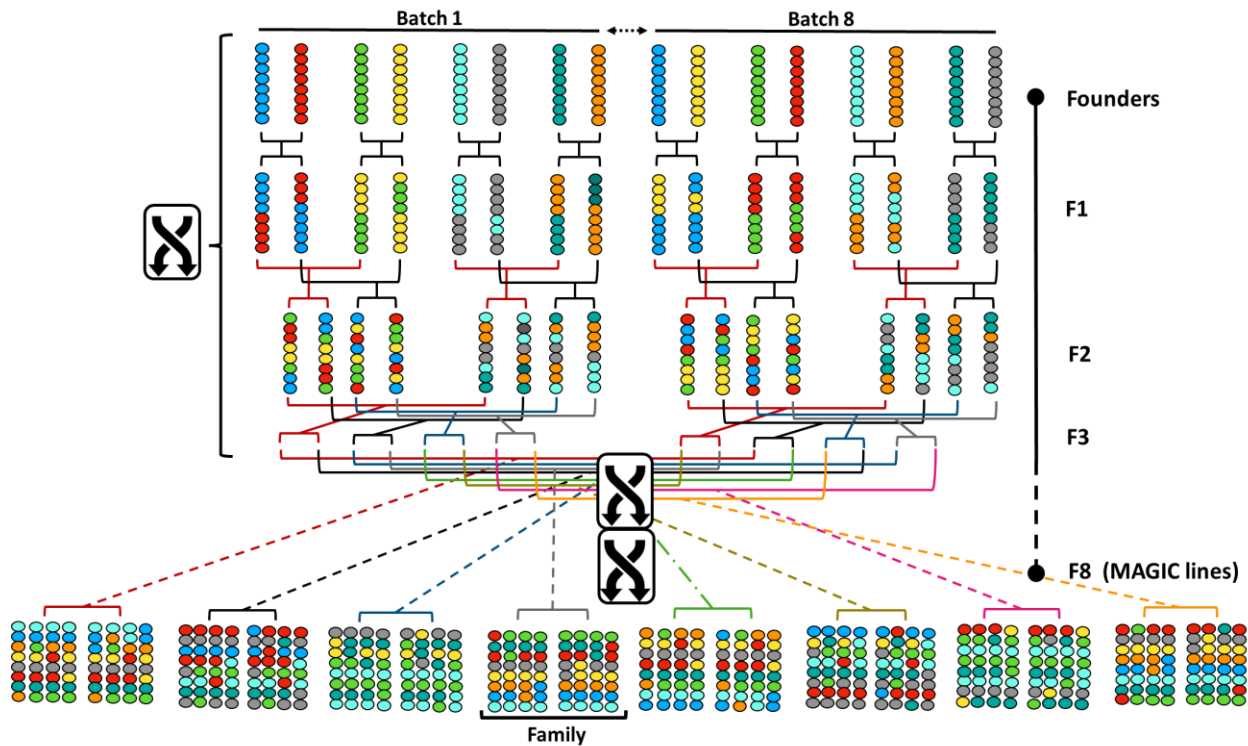 Batch 1
Batch 8
Founders
F1
F2
F3
F8 (MAGIC lines)
Family